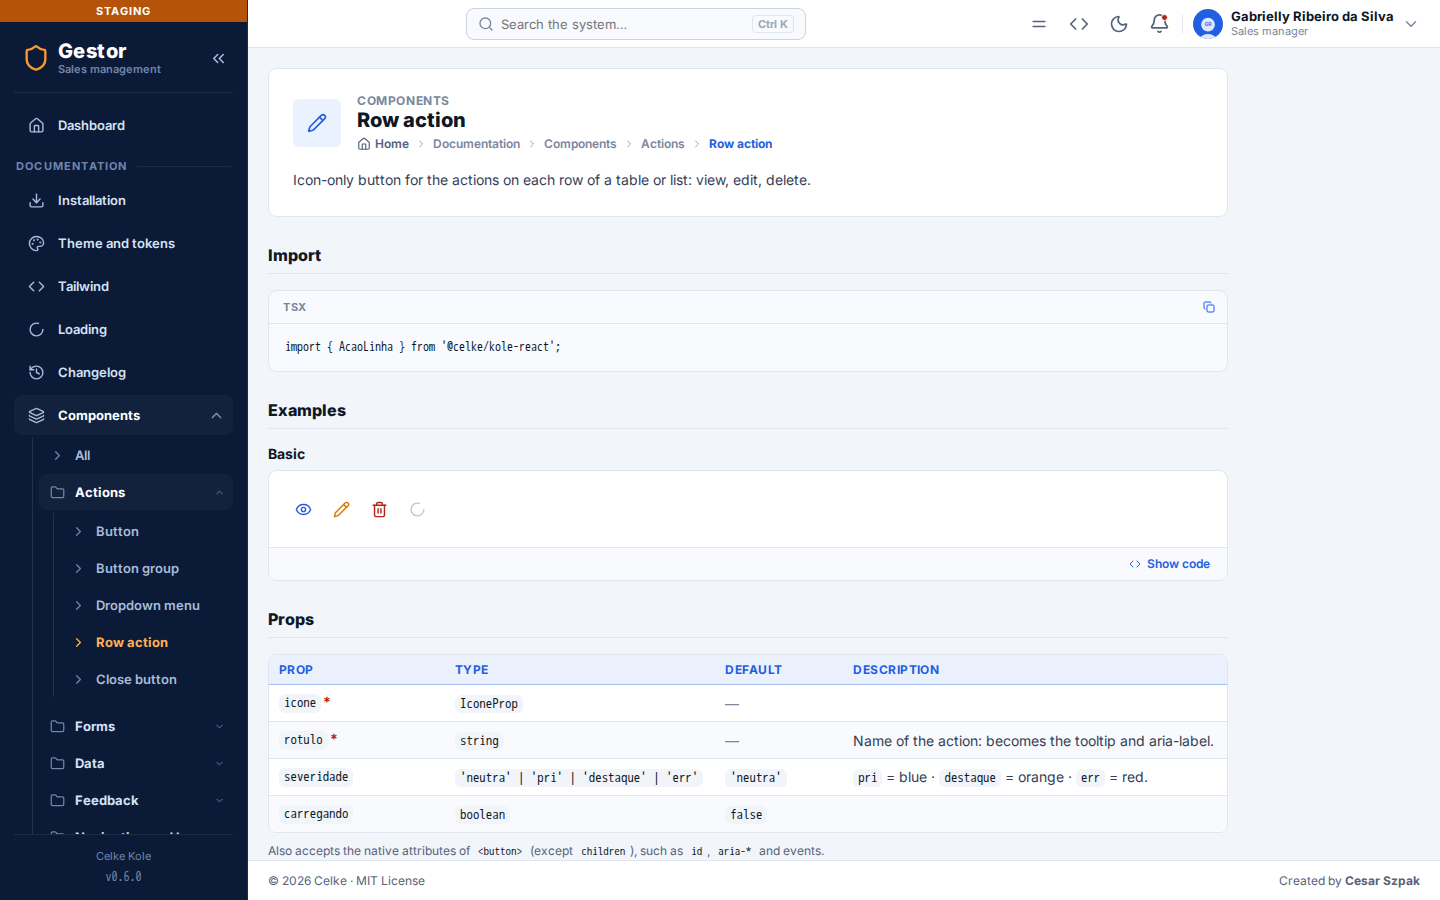 STAGING
Gestor
Sales management
Dashboard
DOCUMENTATION
Installation
Theme and tokens
Tailwind
Loading
Changelog
Components
All
Actions
Button
Button group
Dropdown menu
Row action
Close button
Forms
Data
Feedback
Celke Kole
v0.6.0
Search the system...
Ctrl K
Gabrielly Ribeiro da Silva
Sales manager
COMPONENTS
Row action
Home > Documentation > Components > Actions > Row action
Icon-only button for the actions on each row of a table or list: view, edit, delete.
Import
TSX
import { AcaoLinha } from '@celke/kole-react';
Examples
Basic
Show code
Props
PROP TYPE DEFAULT DESCRIPTION
icone * IconeProp —
rotulo * string — Name of the action: becomes the tooltip and aria-label.
severidade 'neutra' | 'pri' | 'destaque' | 'err' 'neutra' pri = blue · destaque = orange · err = red.
carregando boolean false
Also accepts the native attributes of <button> (except children), such as id, aria-* and events.
© 2026 Celke · MIT License
Created by Cesar Szpak